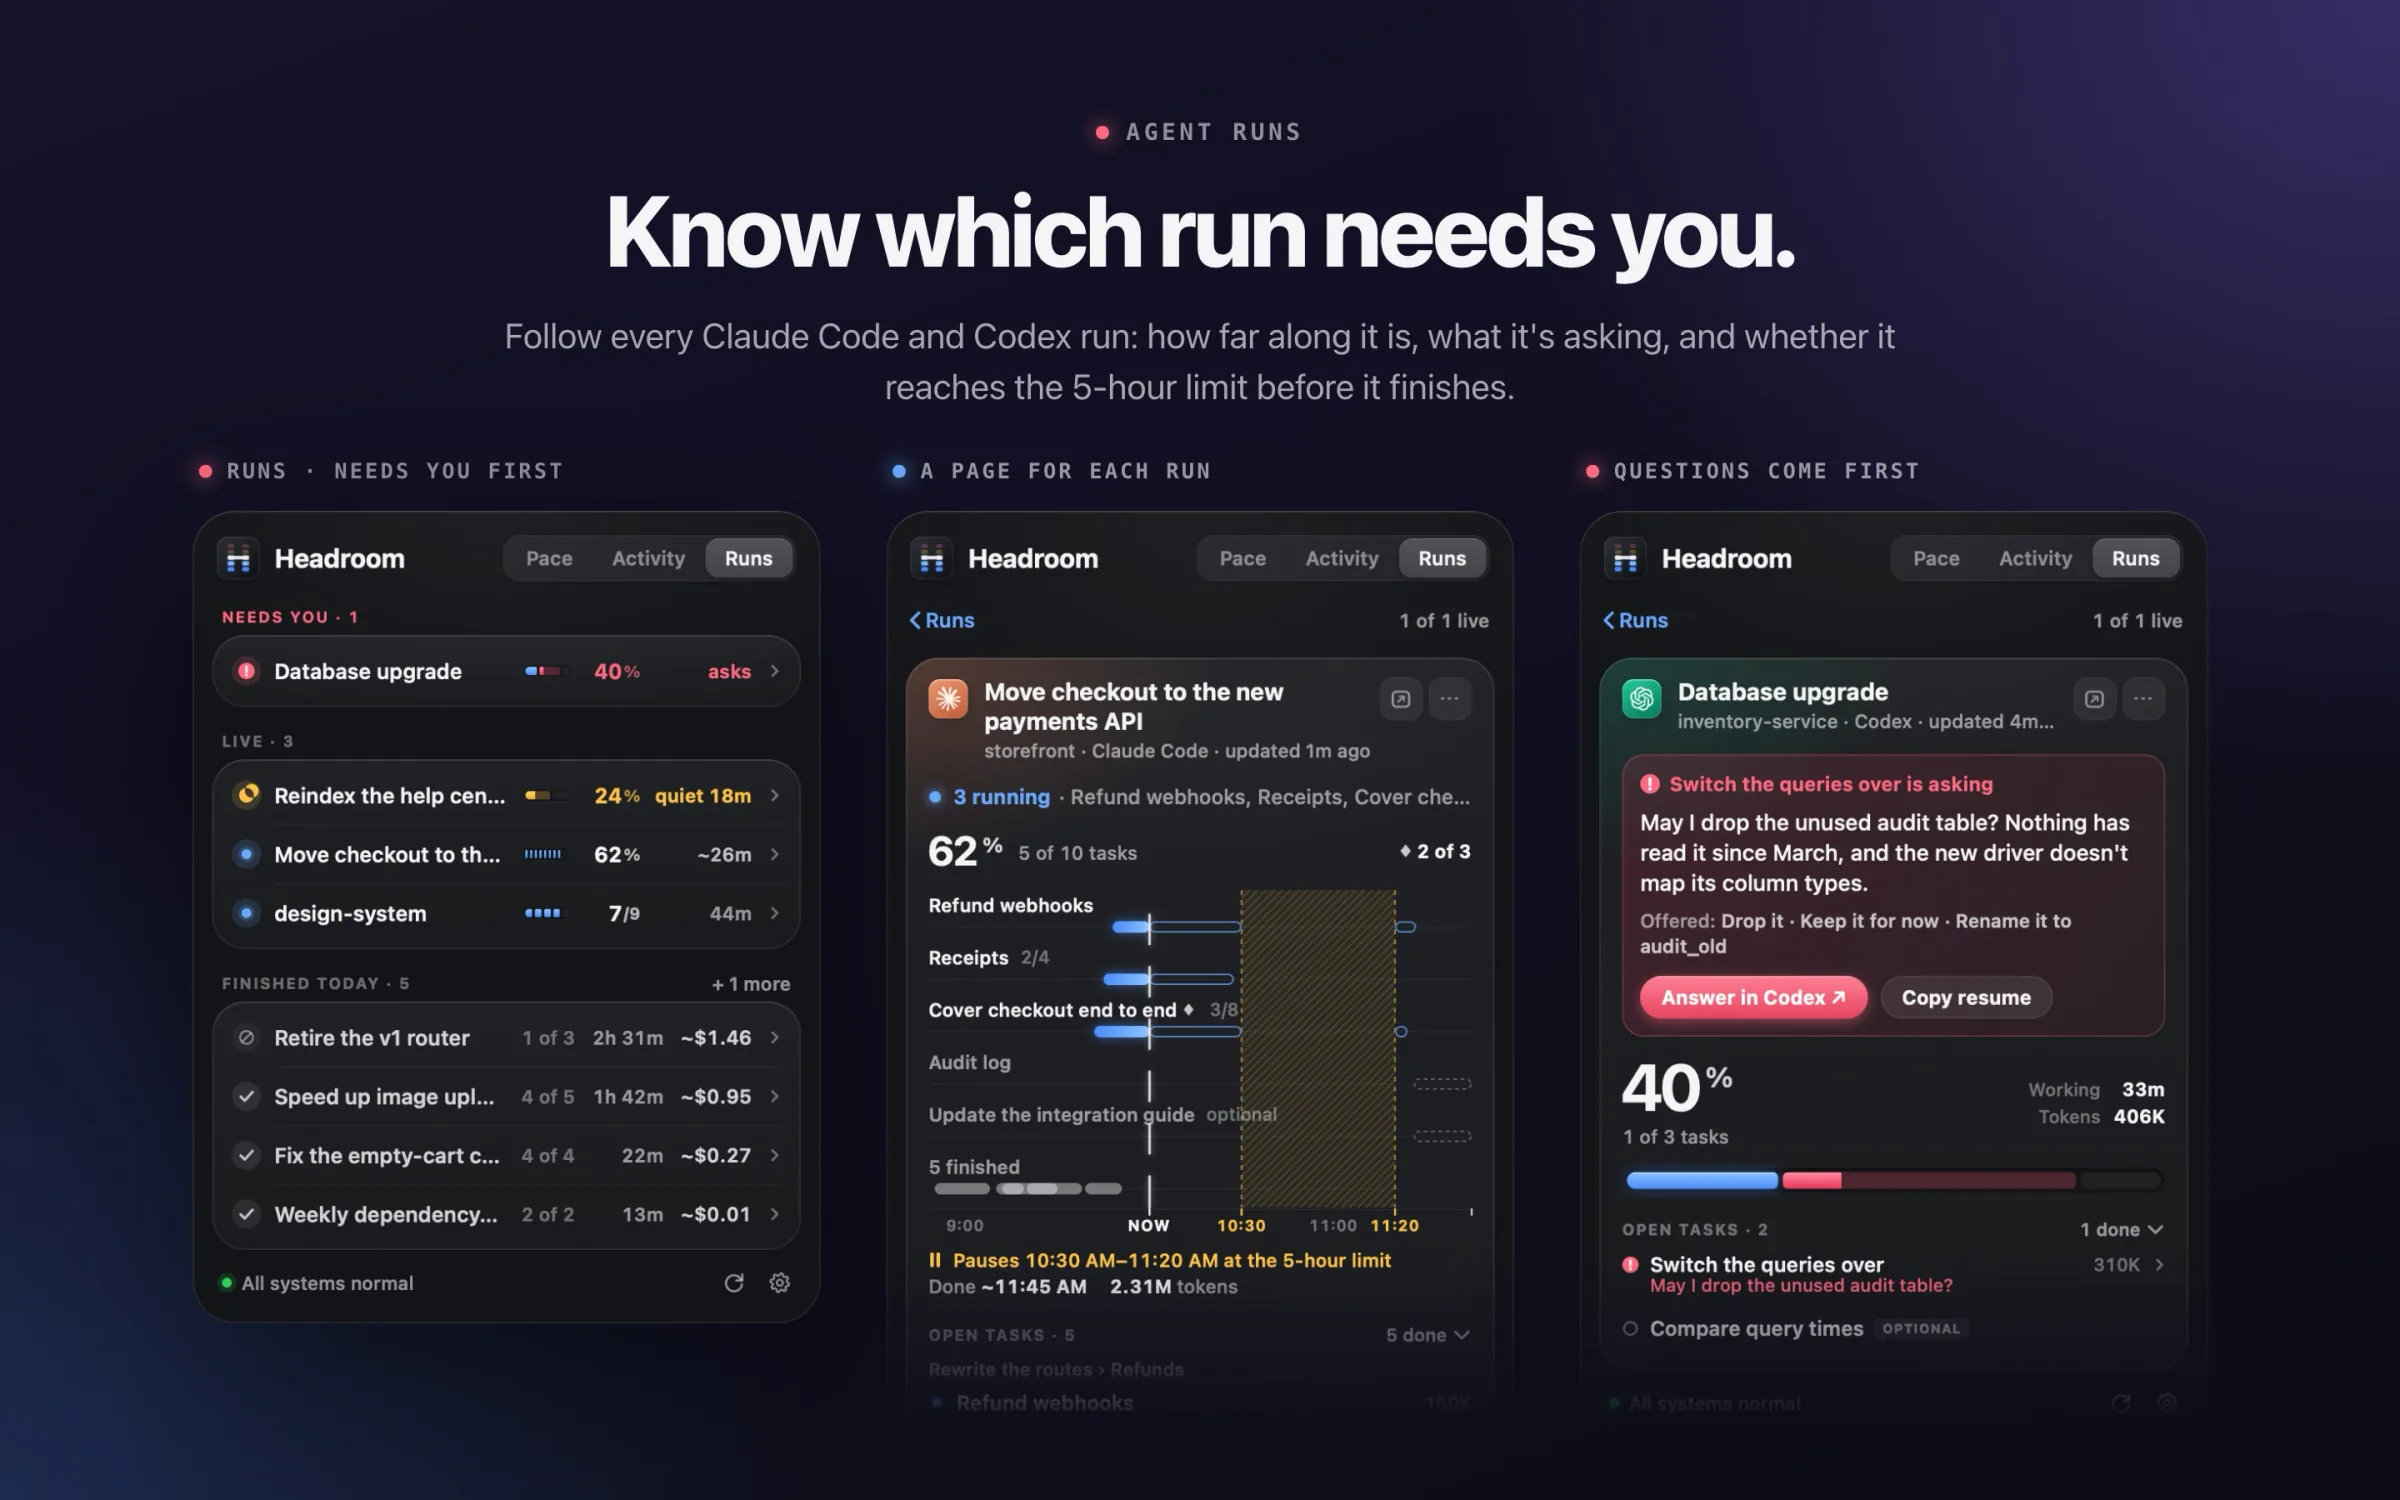 AGENT RUNS
Know which run needs you.
Follow every Claude Code and Codex run: how far along it is, what it's asking, and whether it
reaches the 5-hour limit before it finishes.
RUNS · NEEDS YOU FIRST
Headroom
Pace Activity Runs
NEEDS YOU · 1
Database upgrade 40% asks
LIVE · 3
Reindex the help cen... 24% quiet 18m
Move checkout to th... 62% ~26m
design-system 7/9 44m
FINISHED TODAY · 5 + 1 more
Retire the v1 router 1 of 3 2h 31m ~$1.46
Speed up image upl... 4 of 5 1h 42m ~$0.95
Fix the empty-cart c... 4 of 4 22m ~$0.27
Weekly dependency... 2 of 2 13m ~$0.01
All systems normal
A PAGE FOR EACH RUN
Headroom
Pace Activity Runs
Runs 1 of 1 live
Move checkout to the new
payments API
storefront · Claude Code · updated 1m ago
3 running · Refund webhooks, Receipts, Cover che...
62% 5 of 10 tasks 2 of 3
Refund webhooks
Receipts 2/4
Cover checkout end to end 3/8
Audit log
Update the integration guide optional
5 finished
9:00 NOW 10:30 11:00 11:20
Pauses 10:30 AM–11:20 AM at the 5-hour limit
Done ~11:45 AM 2.31M tokens
OPEN TASKS · 5 5 done
Rewrite the routes › Refunds
Refund webhooks 150K
QUESTIONS COME FIRST
Headroom
Pace Activity Runs
Runs 1 of 1 live
Database upgrade
inventory-service · Codex · updated 4m...
Switch the queries over is asking
May I drop the unused audit table? Nothing has
read it since March, and the new driver doesn't
map its column types.
Offered: Drop it · Keep it for now · Rename it to
audit_old
Answer in Codex ↗ Copy resume
40%
Working 33m
Tokens 406K
1 of 3 tasks
OPEN TASKS · 2 1 done
Switch the queries over 310K
May I drop the unused audit table?
Compare query times OPTIONAL
All systems normal